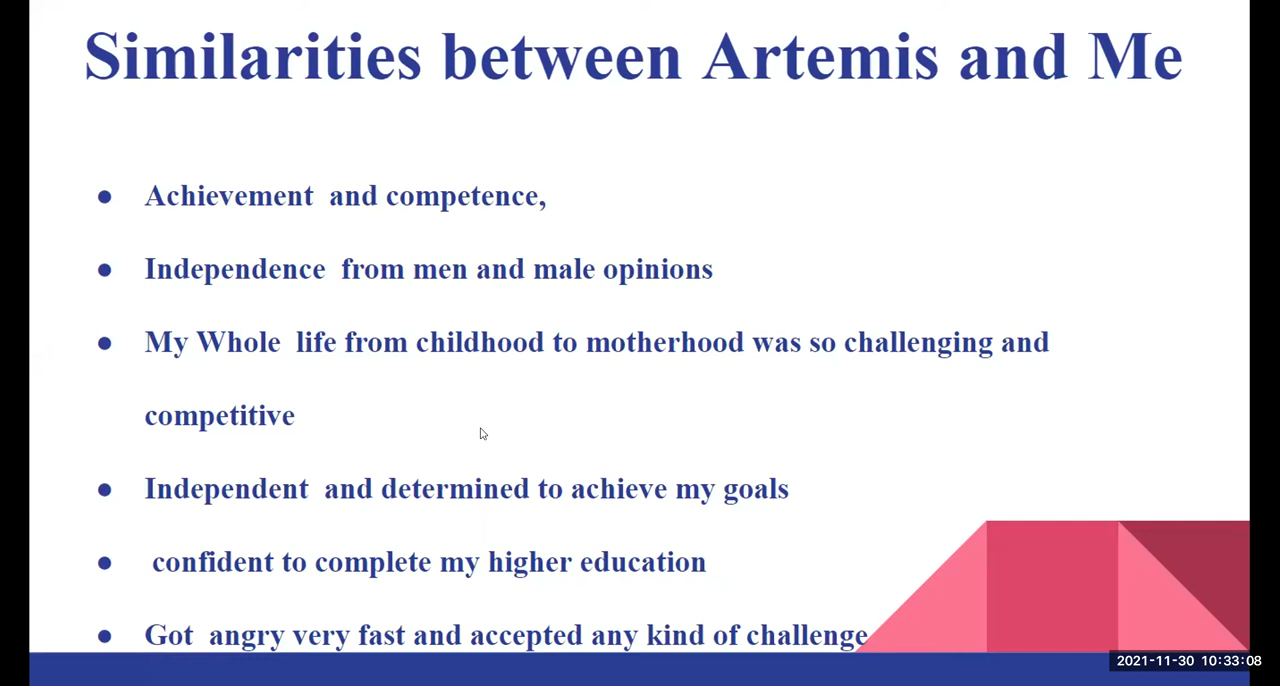 Similarities between Artemis and Me
● Achievement  and competence,
● Independence  from men and male opinions
● My Whole  life from childhood to motherhood was so challenging and
competitive
● Independent  and determined to achieve my goals
●  confident to complete my higher education
● Got  angry very fast and accepted any kind of challenge
2021-11-30 10:33:08